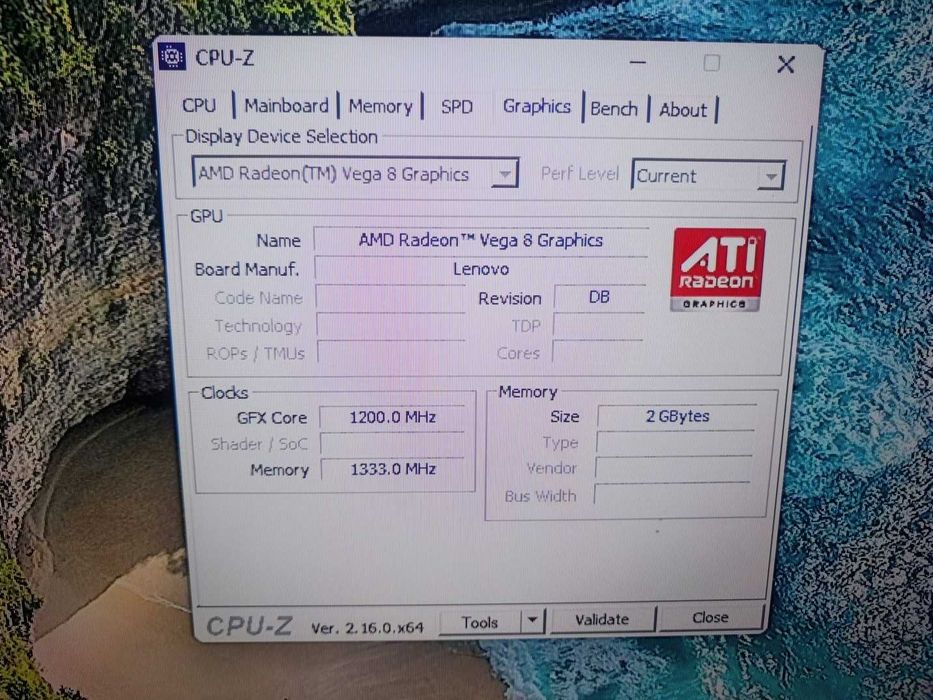 CPU-Z
CPU Mainboard Memory SPD Graphics Bench About
Display Device Selection
AMD Radeon(TM) Vega 8 Graphics Perf Level Current
GPU
Name AMD Radeon™ Vega 8 Graphics
Board Manuf. Lenovo
Code Name Revision DB
Technology TDP
ROPs / TMUs Cores
ATI
RADEON
GRAPHICS
Clocks
GFX Core 1200.0 MHz
Shader / SoC
Memory 1333.0 MHz
Memory
Size 2 GBytes
Type
Vendor
Bus Width
CPU-Z Ver. 2.16.0.x64 Tools Validate Close